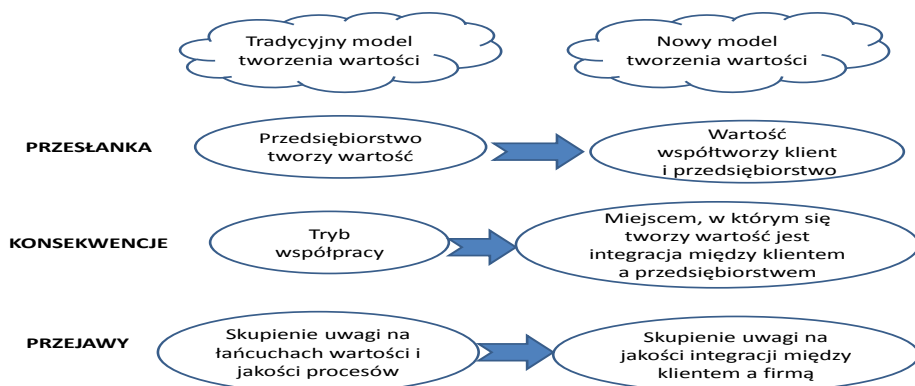 Tradycyjny model
tworzenia wartości
Nowy model
tworzenia wartości
PRZESŁANKA
Przedsiębiorstwo
tworzy wartość
Wartość
współtworzy klient
i przedsiębiorstwo
KONSEKWENCJE
Tryb
współpracy
Miejscem, w którym się
tworzy wartość jest
integracja między klientem
a przedsiębiorstwem
PRZEJAWY
Skupienie uwagi na
łańcuchach wartości i
jakości procesów
Skupienie uwagi na
jakości integracji między
klientem a firmą